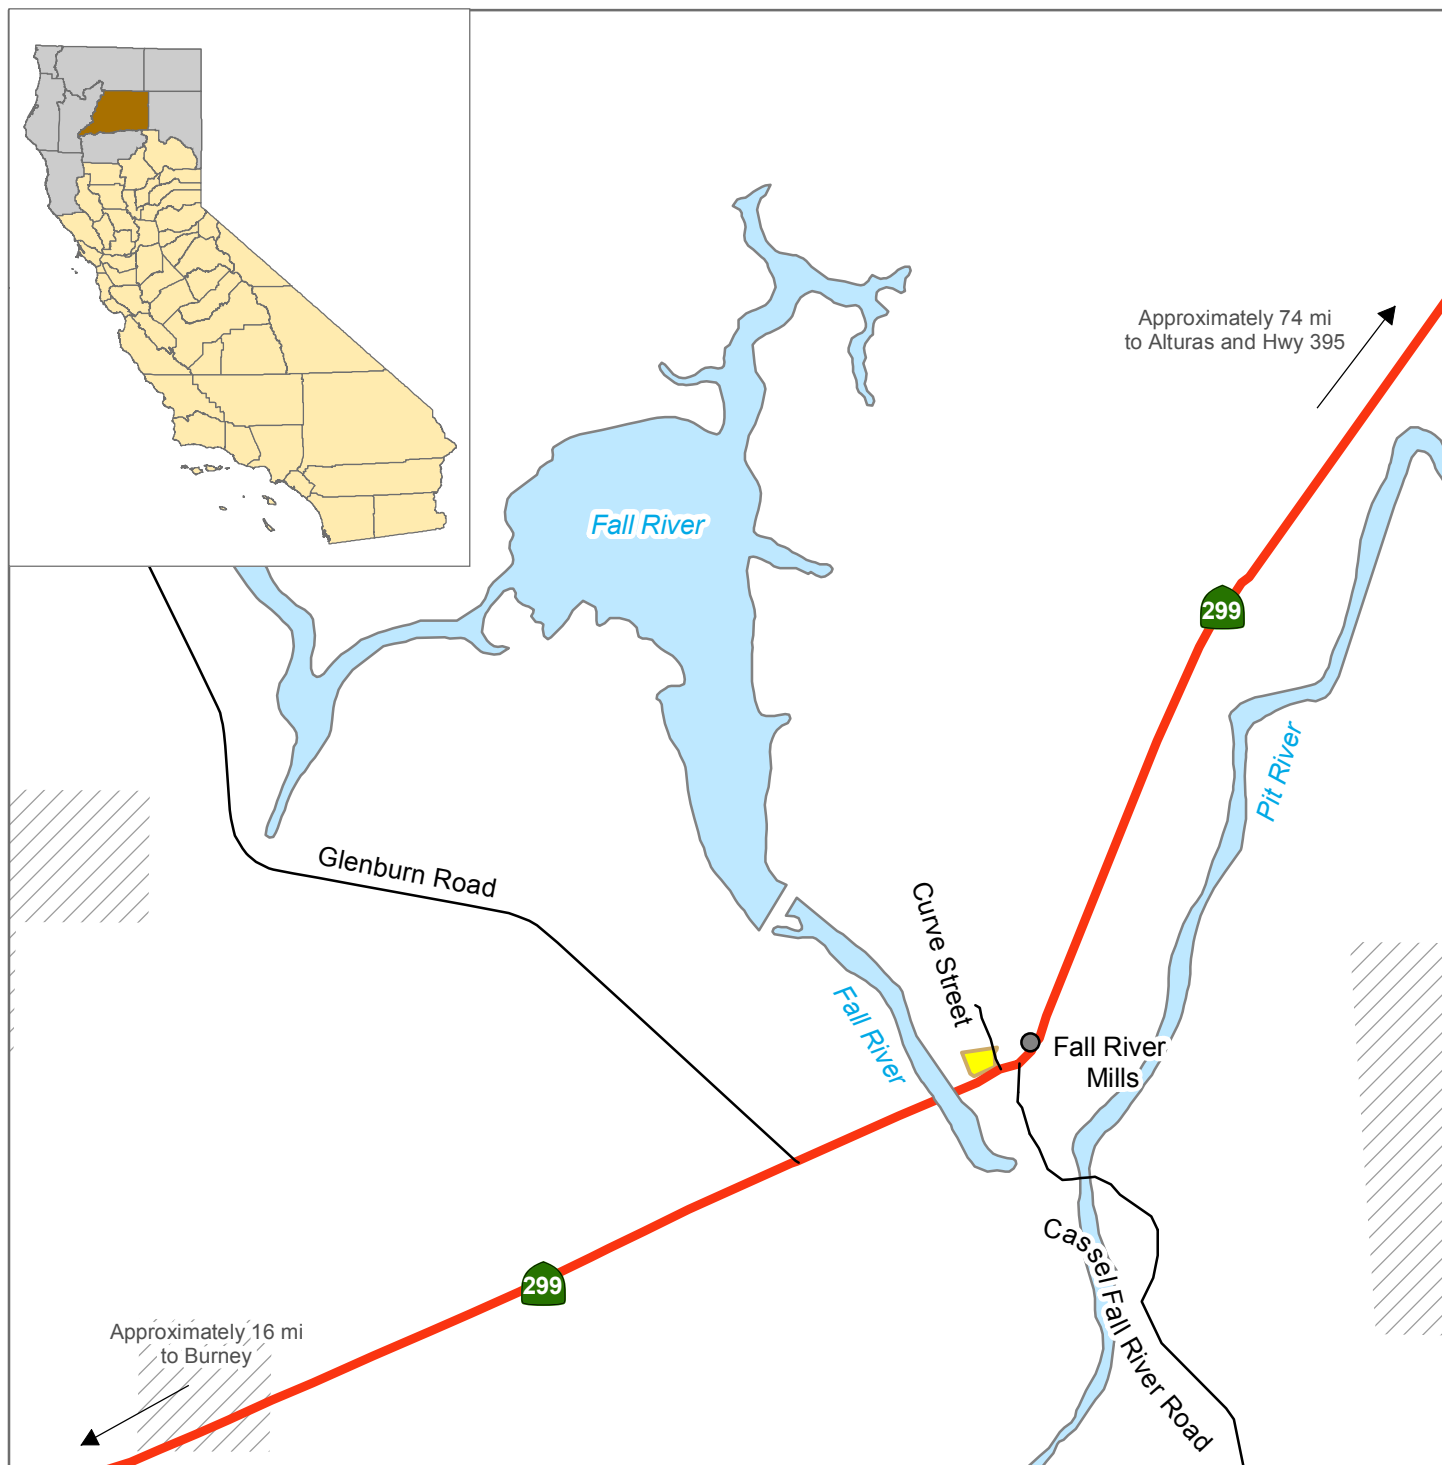 Approximately 74 mi
to Alturas and Hwy 395
Fall River
299
Pit River
Glenburn Road
Curve Street
Fall River
Fall River
Mills
Cassel Fall River Road
299
Approximately 16 mi
to Burney